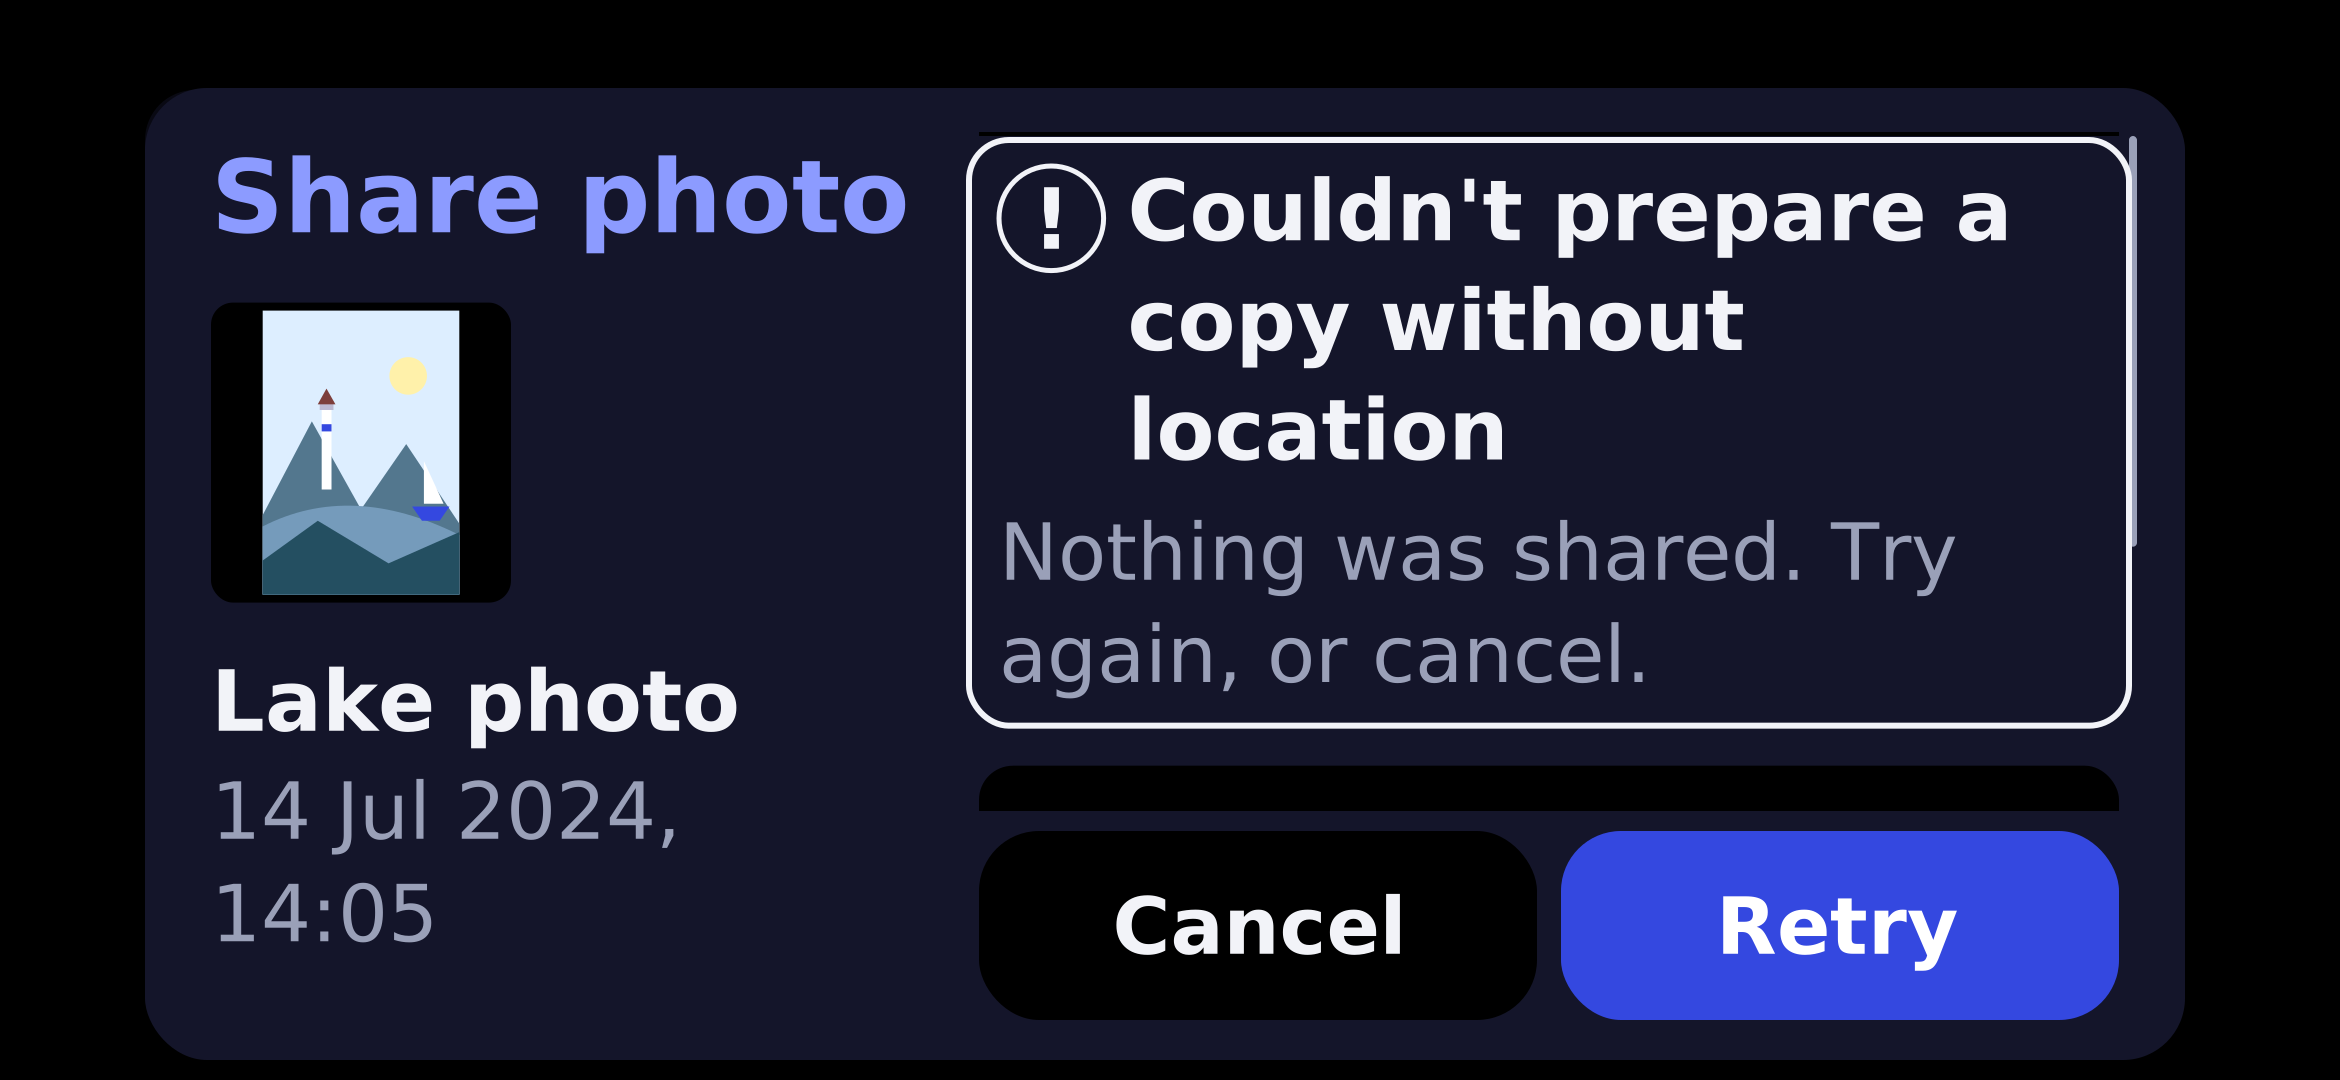 Share photo
Lake photo
14 Jul 2024,
14:05
! Couldn't prepare a
copy without
location
Nothing was shared. Try
again, or cancel.
Cancel
Retry